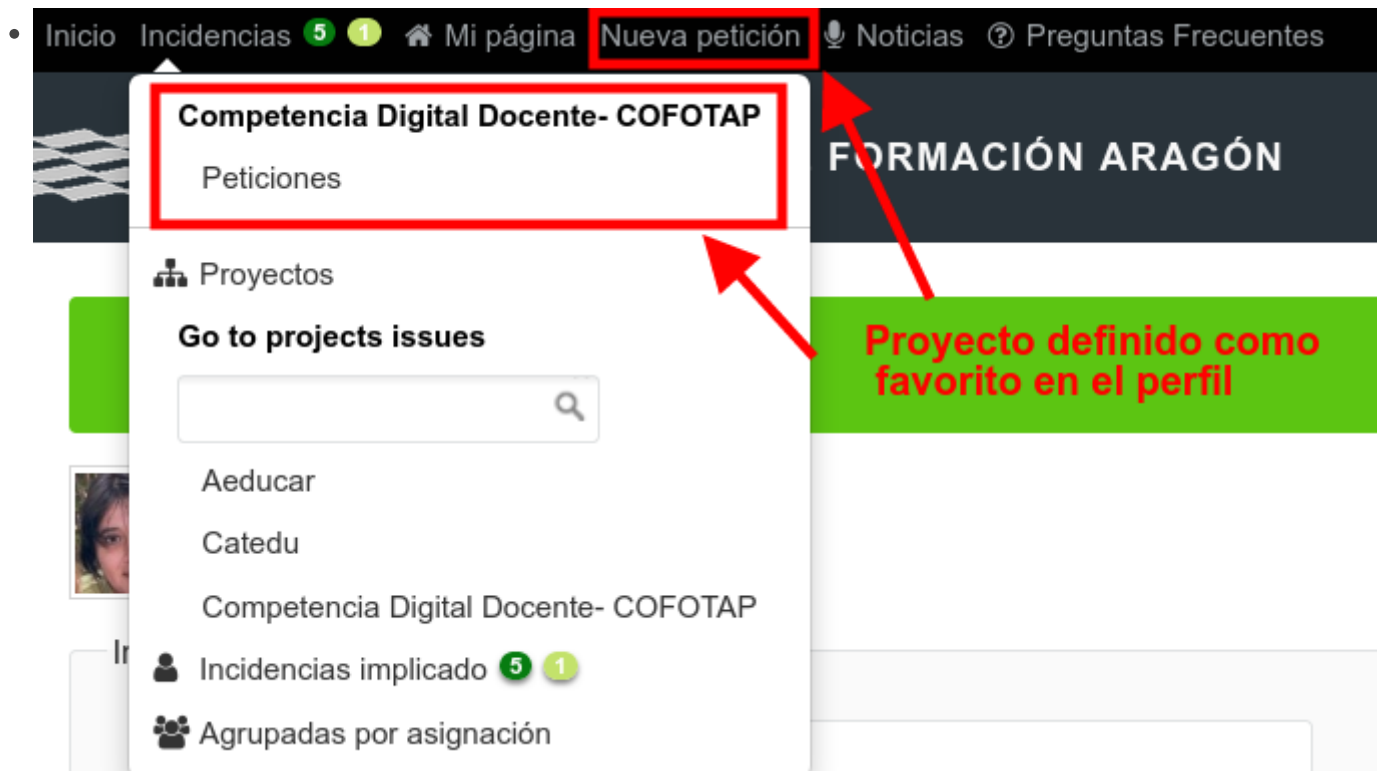 Inicio Incidencias 5 1 Mi página Nueva petición Noticias Preguntas Frecuentes
Competencia Digital Docente- COFOTAP
Peticiones
FORMACIÓN ARAGÓN
Proyectos
Go to projects issues
Proyecto definido como
favorito en el perfil
Aeducar
Catedu
Competencia Digital Docente- COFOTAP
Incidencias implicado 5 1
Agrupadas por asignación